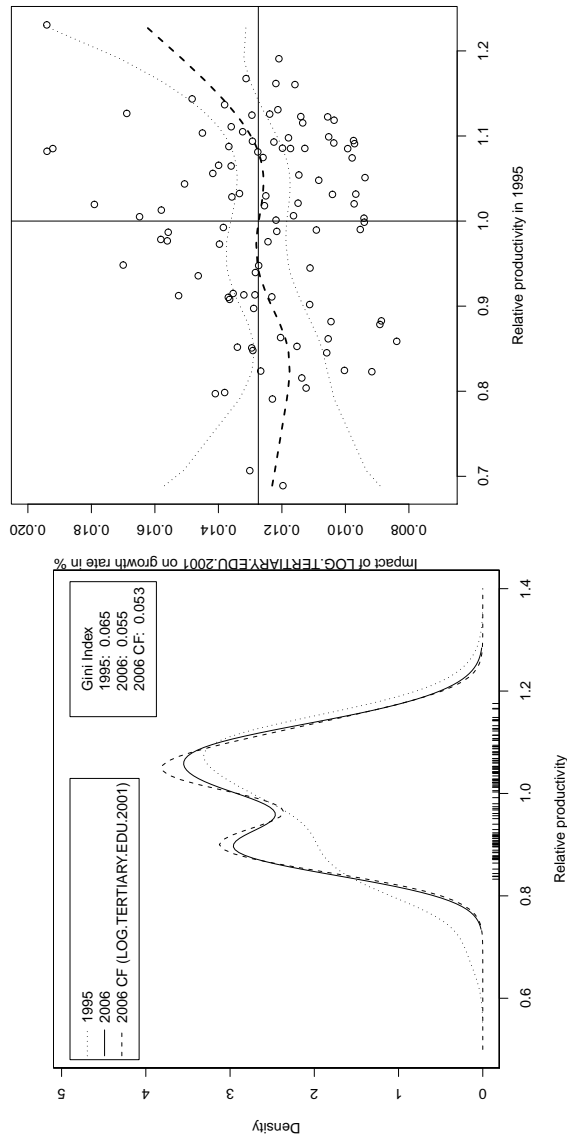 Density
0 1 2 3 4 5
1995
2006
2006 CF (LOG.TERTIARY.EDU.2001)
Gini Index
1995: 0.065
2006: 0.055
2006 CF: 0.053
0.6 0.8 1.0 1.2 1.4
Relative productivity
Impact of LOG.TERTIARY.EDU.2001 on growth rate in %
0.008 0.010 0.012 0.014 0.016 0.018 0.020
0.7 0.8 0.9 1.0 1.1 1.2
Relative productivity in 1995